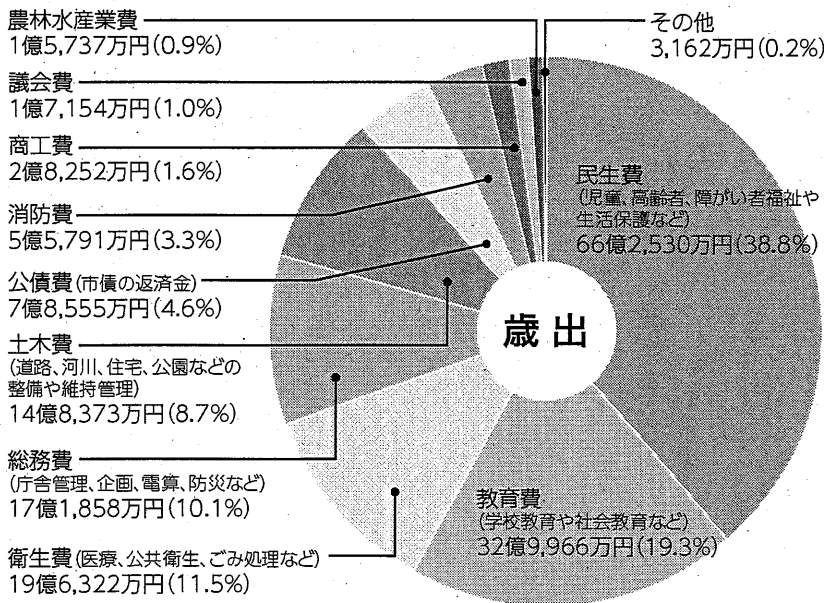 農林水産業費
1億5,737万円(0.9%)
議会費
1億7,154万円(1.0%)
商工費
2億8,252万円(1.6%)
消防費
5億5,791万円(3.3%)
公債費(市債の返済金)
7億8,555万円(4.6%)
土木費
(道路、河川、住宅、公園などの
整備や維持管理)
14億8,373万円(8.7%)
総務費
(庁舎管理、企画、電算、防災など)
17億1,858万円(10.1%)
衛生費(医療、公共衛生、ごみ処理など)
19億6,322万円(11.5%)
その他
3,162万円(0.2%)
民生費
(児童、高齢者、障がい者福祉や
生活保護など)
66億2,530万円(38.8%)
歳出
教育費
(学校教育や社会教育など)
32億9,966万円(19.3%)